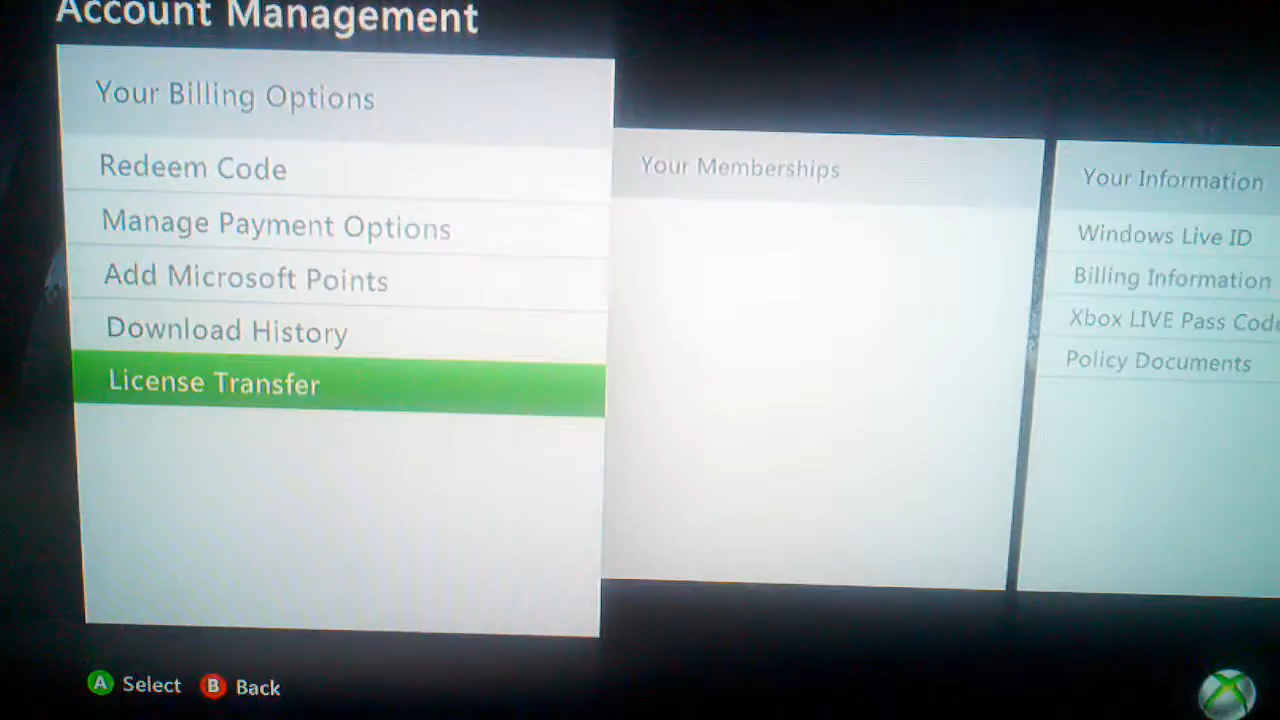 Account Management
Your Billing Options
Redeem Code
Manage Payment Options
Add Microsoft Points
Download History
License Transfer
Your Memberships
Your Information
Windows Live ID
Billing Information
Xbox LIVE Pass Code
Policy Documents
A Select B Back